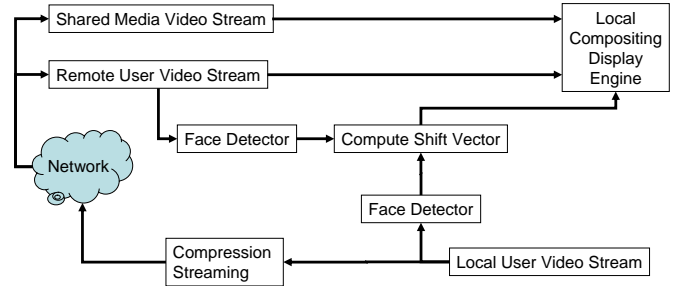 Shared Media Video Stream
Local
Compositing
Display
Engine
Remote User Video Stream
Face Detector
Compute Shift Vector
Network
Face Detector
Compression
Streaming
Local User Video Stream